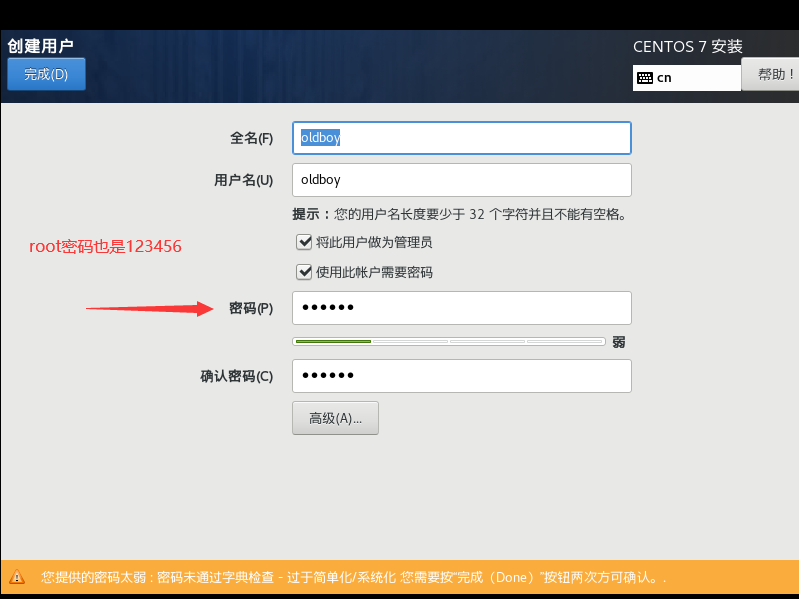 创建用户
CENTOS 7 安装
完成(D)
cn
帮助！
全名(F)
oldboy
用户名(U)
oldboy
提示：您的用户名长度要少于 32 个字符并且不能有空格。
将此用户做为管理员
root密码也是123456
使用此帐户需要密码
密码(P)
••••••
弱
确认密码(C)
••••••
高级(A)...
您提供的密码太弱 : 密码未通过字典检查 - 过于简单化/系统化 您需要按“完成（Done）”按钮两次方可确认。.